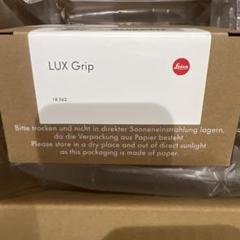 LUX Grip
Leica
18 562
Bitte trocken und nicht in direkter Sonneneinstrahlung lagern,
da die Verpackung aus Papier besteht.
Please store in a dry place and out of direct sunlight
as this packaging is made of paper.